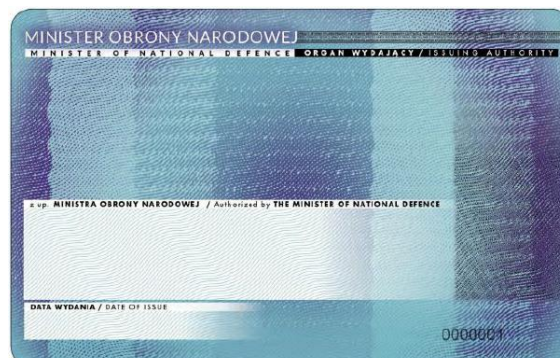 MINISTER OBRONY NARODOWEJ
MINISTER OF NATIONAL DEFENCE ORGAN WYDAJĄCY / ISSUING AUTHORITY
z up. MINISTRA OBRONY NARODOWEJ / Authorized by THE MINISTER OF NATIONAL DEFENCE
DATA WYDANIA / DATE OF ISSUE
0000001